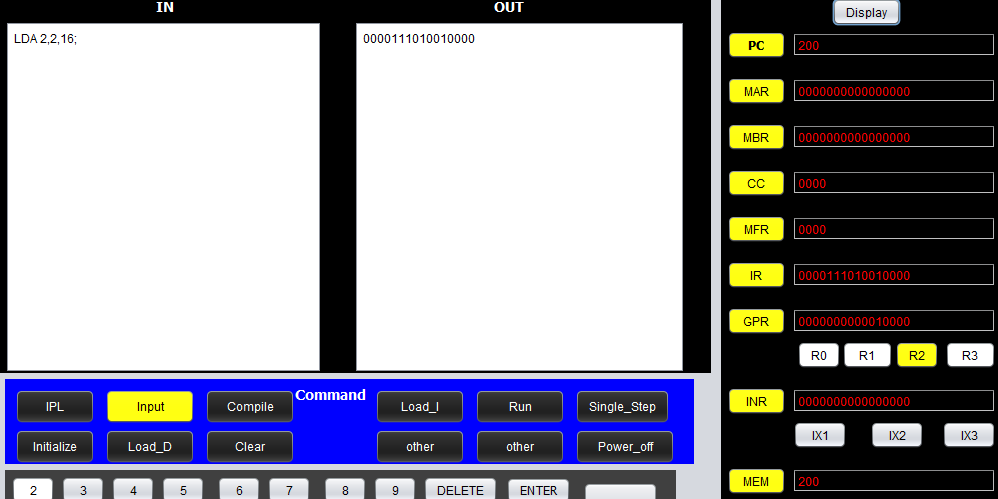 IN OUT
LDA 2,2,16;
0000111010010000
Command
IPL Input Compile Load_I Run Single_Step
Initialize Load_D Clear other other Power_off
2 3 4 5 6 7 8 9 DELETE ENTER
Display
PC 200
MAR 0000000000000000
MBR 0000000000000000
CC 0000
MFR 0000
IR 0000111010010000
GPR 0000000000010000
R0 R1 R2 R3
INR 0000000000000000
IX1 IX2 IX3
MEM 200